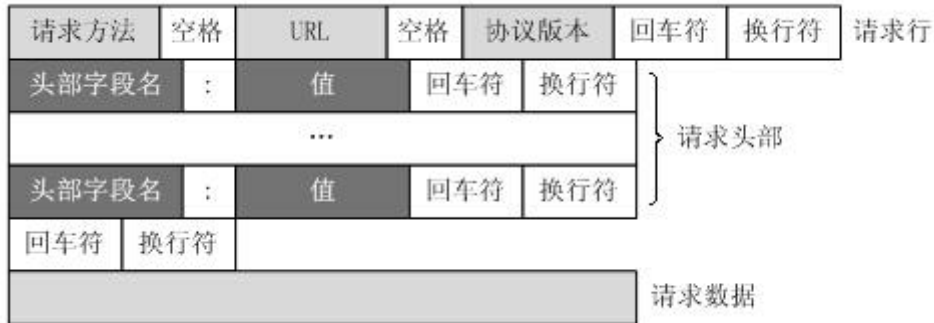 请求方法 空格 URL 空格 协议版本 回车符 换行符 请求行
头部字段名 : 值 回车符 换行符
… 请求头部
头部字段名 : 值 回车符 换行符
回车符 换行符
请求数据